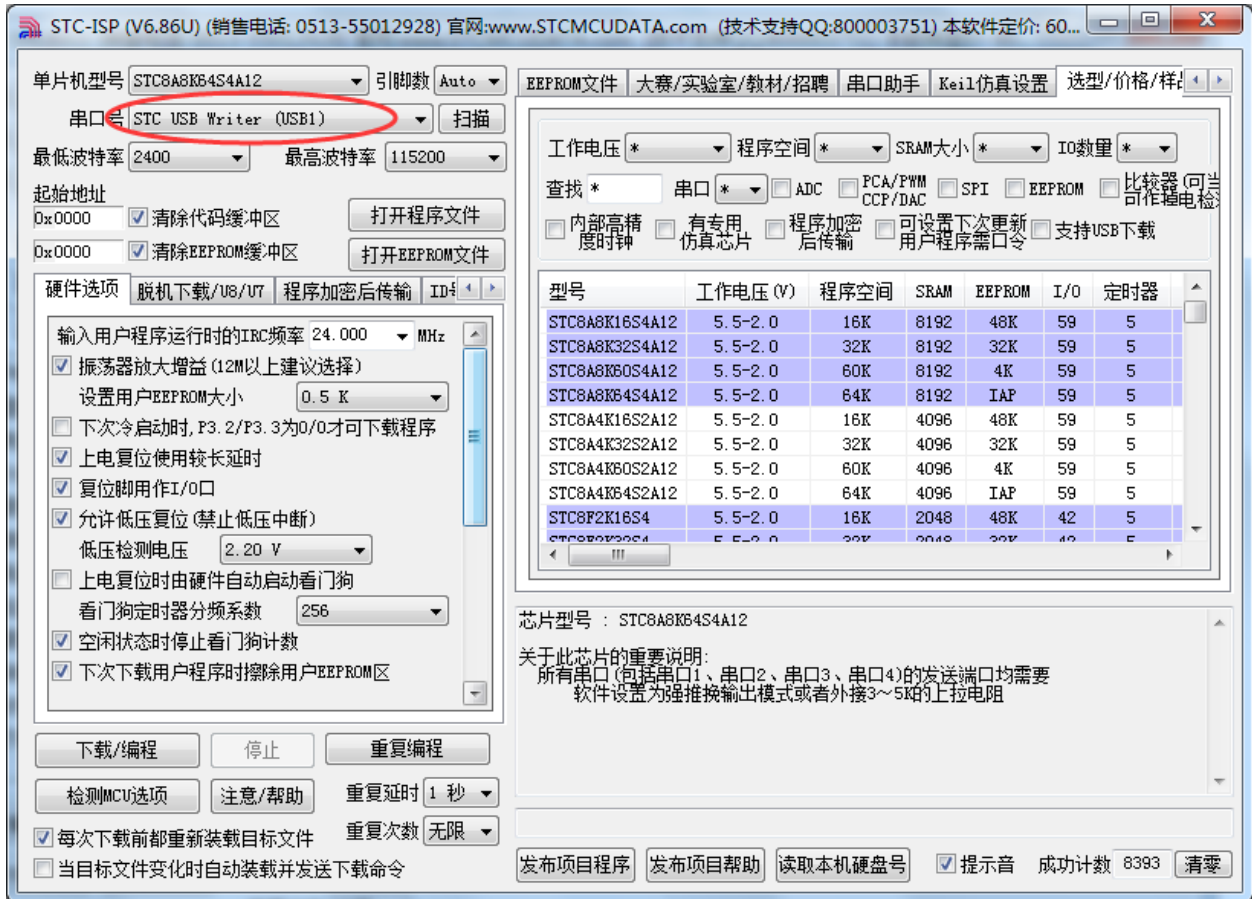 STC-ISP (V6.86U) (销售电话: 0513-55012928) 官网:www.STCMCUDATA.com (技术支持QQ:800003751) 本软件定价: 60...
单片机型号 STC8A8K64S4A12 引脚数 Auto
串口号 STC USB Writer (USB1) 扫描
最低波特率 2400 最高波特率 115200
起始地址
0x0000 清除代码缓冲区 打开程序文件
0x0000 清除EEPROM缓冲区 打开EEPROM文件
硬件选项 脱机下载/U8/U7 程序加密后传输
输入用户程序运行时的IRC频率 24.000 MHz
振荡器放大增益(12M以上建议选择)
设置用户EEPROM大小 0.5 K
下次冷启动时,P3.2/P3.3为0/0才可下载程序
上电复位使用较长延时
复位脚用作I/O口
允许低压复位(禁止低压中断)
低压检测电压 2.20 V
上电复位时由硬件自动启动看门狗
看门狗定时器分频系数 256
空闲状态时停止看门狗计数
下次下载用户程序时擦除用户EEPROM区
下载/编程 停止 重复编程
检测MCU选项 注意/帮助 重复延时 1 秒
每次下载前都重新装载目标文件 重复次数 无限
当目标文件变化时自动装载并发送下载命令
EEPROM文件 大赛/实验室/教材/招聘 串口助手 Keil仿真设置 选型/价格/样
工作电压 * 程序空间 * SRAM大小 * IO数量 *
查找 * 串口 * ADC PCA/PWM CCP/DAC SPI EEPROM 比较器(可当
内部高精度时钟 有专用仿真芯片 程序加密后传输 可设置下次更新用户程序需口令 支持USB下载
型号 工作电压(V) 程序空间 SRAM EEPROM I/O 定时器
STC8A8K16S4A12 5.5-2.0 16K 8192 48K 59 5
STC8A8K32S4A12 5.5-2.0 32K 8192 32K 59 5
STC8A8K60S4A12 5.5-2.0 60K 8192 4K 59 5
STC8A8K64S4A12 5.5-2.0 64K 8192 IAP 59 5
STC8A4K16S2A12 5.5-2.0 16K 4096 48K 59 5
STC8A4K32S2A12 5.5-2.0 32K 4096 32K 59 5
STC8A4K60S2A12 5.5-2.0 60K 4096 4K 59 5
STC8A4K64S2A12 5.5-2.0 64K 4096 IAP 59 5
STC8F2K16S4 5.5-2.0 16K 2048 48K 42 5
STC8F2K32S4 5.5-2.0 32K 2048 32K 42 5
芯片型号 : STC8A8K64S4A12
关于此芯片的重要说明:
所有串口(包括串口1、串口2、串口3、串口4)的发送端口均需要
软件设置为强推挽输出模式或者外接3~5K的上拉电阻
发布项目程序 发布项目帮助 读取本机硬盘号 提示音 成功计数 8393 清零